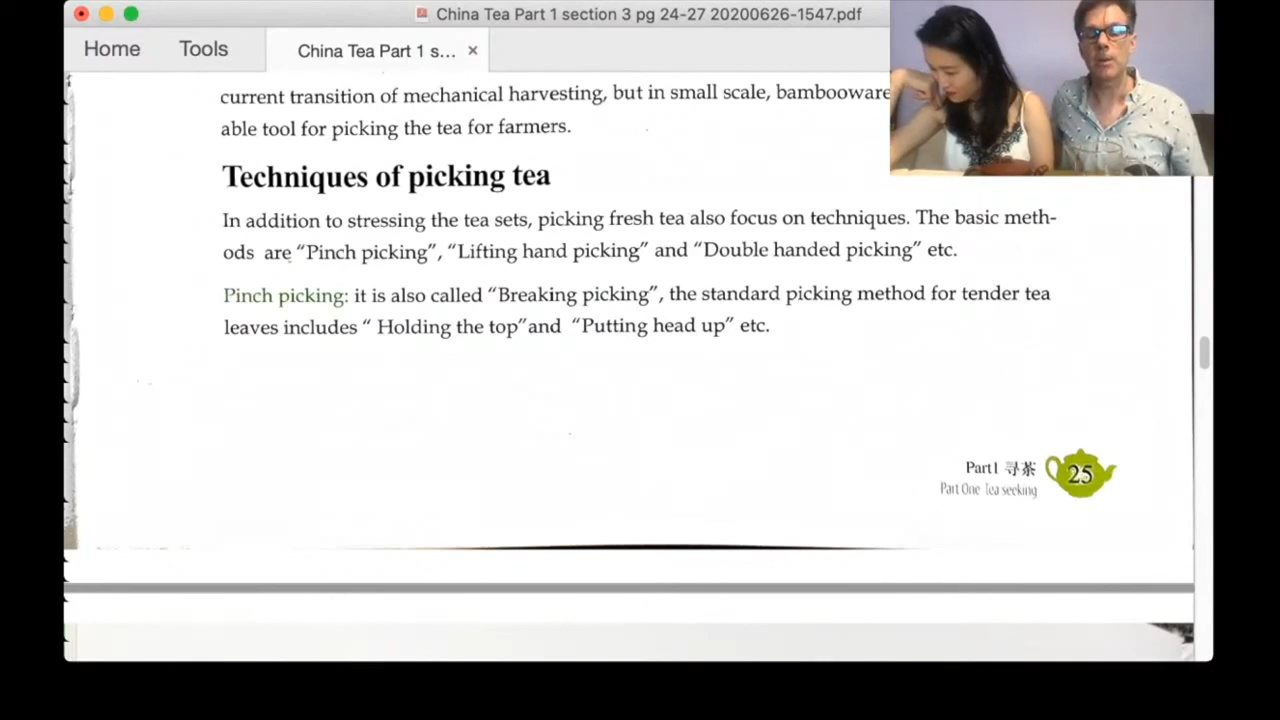 China Tea Part 1 section 3 pg 24-27 20200626-1547.pdf
Home Tools China Tea Part 1 s... ×
current transition of mechanical harvesting, but in small scale, bambooware
able tool for picking the tea for farmers.
Techniques of picking tea
In addition to stressing the tea sets, picking fresh tea also focus on techniques. The basic meth-
ods are “Pinch picking”, “Lifting hand picking” and “Double handed picking” etc.
Pinch picking: it is also called “Breaking picking”, the standard picking method for tender tea
leaves includes “ Holding the top”and “Putting head up” etc.
Part1 寻茶
Part One Tea seeking
25